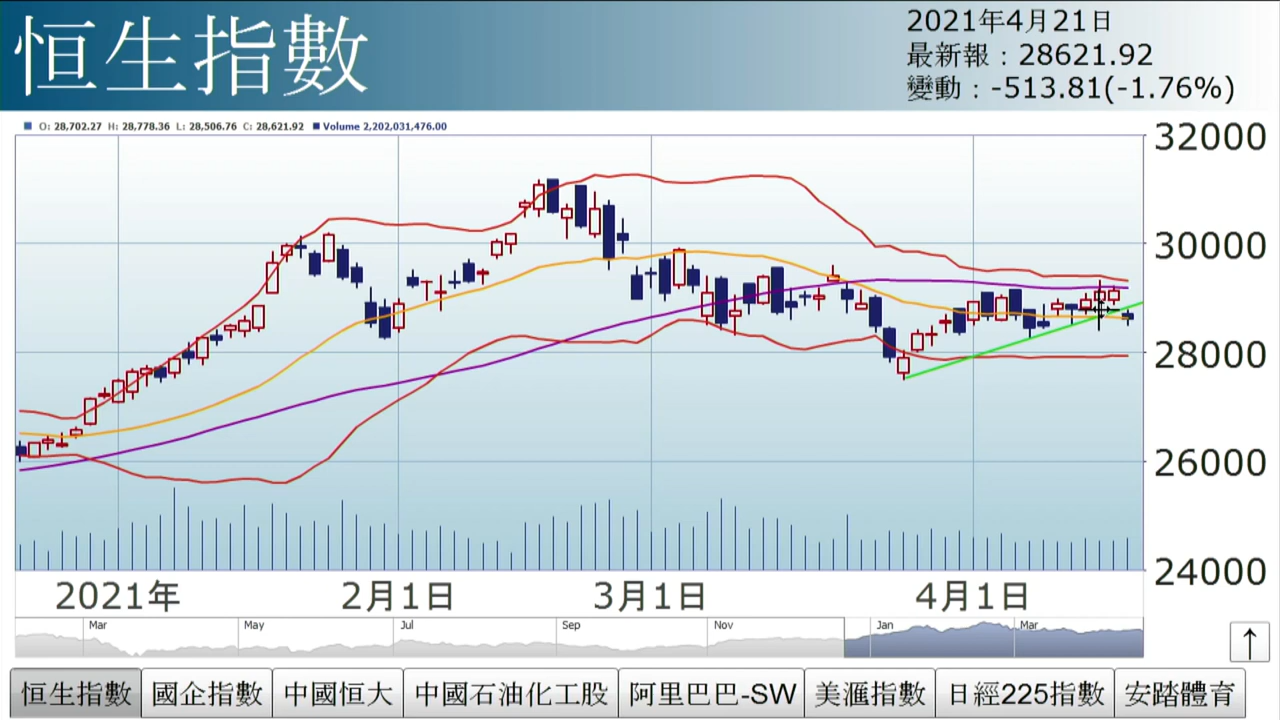 恒生指數
2021年4月21日
最新報：28621.92
變動：-513.81(-1.76%)
O: 28,702.27 H: 28,778.36 L: 28,506.76 C: 28,621.92 Volume 2,202,031,476.00
32000
30000
28000
26000
24000
2021年 2月1日 3月1日 4月1日
Mar May Jul Sep Nov Jan Mar
↑
恒生指數 國企指數 中國恒大 中國石油化工股 阿里巴巴-SW 美滙指數 日經225指數 安踏體育